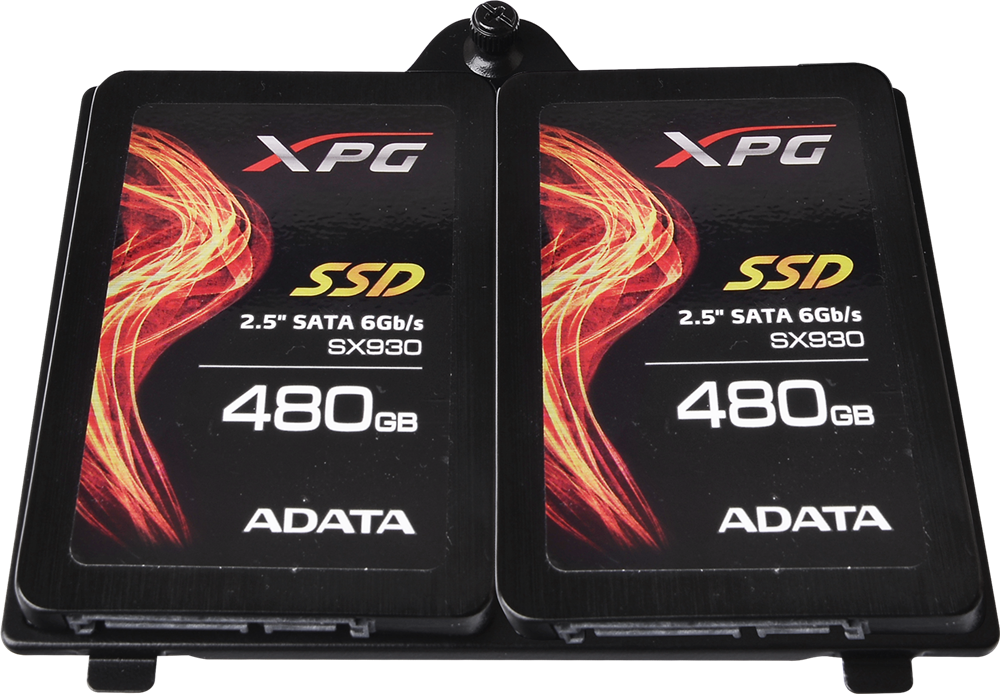 XPG
SSD
2.5" SATA 6Gb/s
SX930
480GB
ADATA
XPG
SSD
2.5" SATA 6Gb/s
SX930
480GB
ADATA